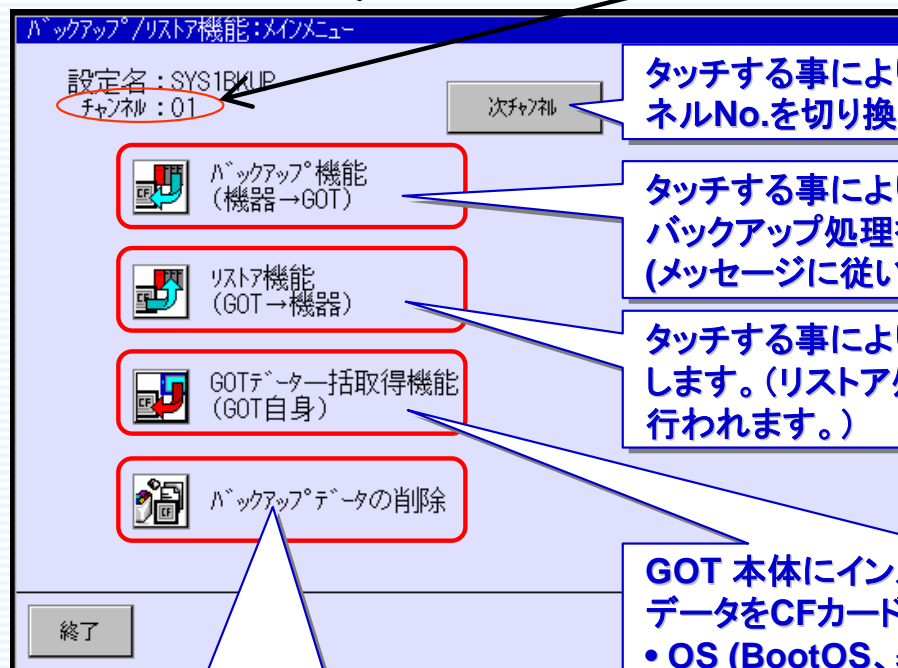 バックアップ/リストア機能:メインメニュー
設定名:SYS1BKUP
チャンネル:01
次チャンネル
タッチする事によ
ネルNo.を切り換
バックアップ機能
(機器→GOT)
タッチする事によ
バックアップ処理
(メッセージに従い
リストア機能
(GOT→機器)
タッチする事によ
します。(リストア
行われます。)
GOTデータ一括取得機能
(GOT自身)
バックアップデータの削除
GOT 本体にイン
データをCFカード
• OS (BootOS、
終了